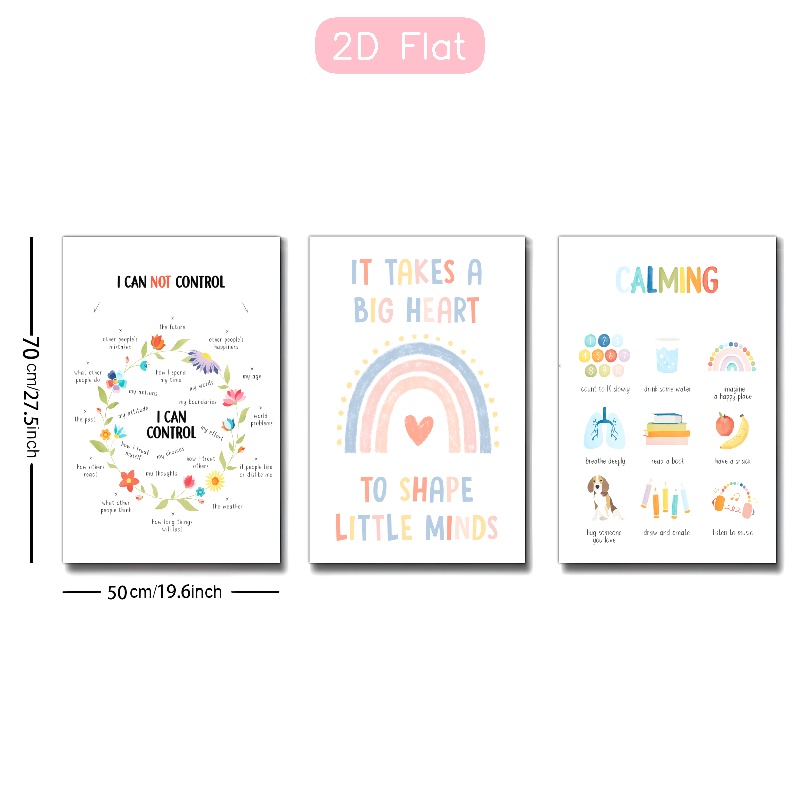 2D Flat
70cm/27.5inch
50cm/19.6inch
I CAN NOT CONTROL
the future
other people's
mistakes
other people's
happiness
what other
people do
how I spend
my time
my words
my age
my actions
my boundaries
the past
my attitude
I CAN
CONTROL
my effort
world
problems
how I treat
myself
my choices
how I treat
others
how others
react
my thoughts
if people like
or dislike me
what other
people think
the weather
how long things
will last
IT TAKES A
BIG HEART
TO SHAPE
LITTLE MINDS
CALMING
count to 10 slowly
drink some water
imagine
a happy place
breathe deeply
read a book
have a snack
hug someone
you love
draw and create
listen to music